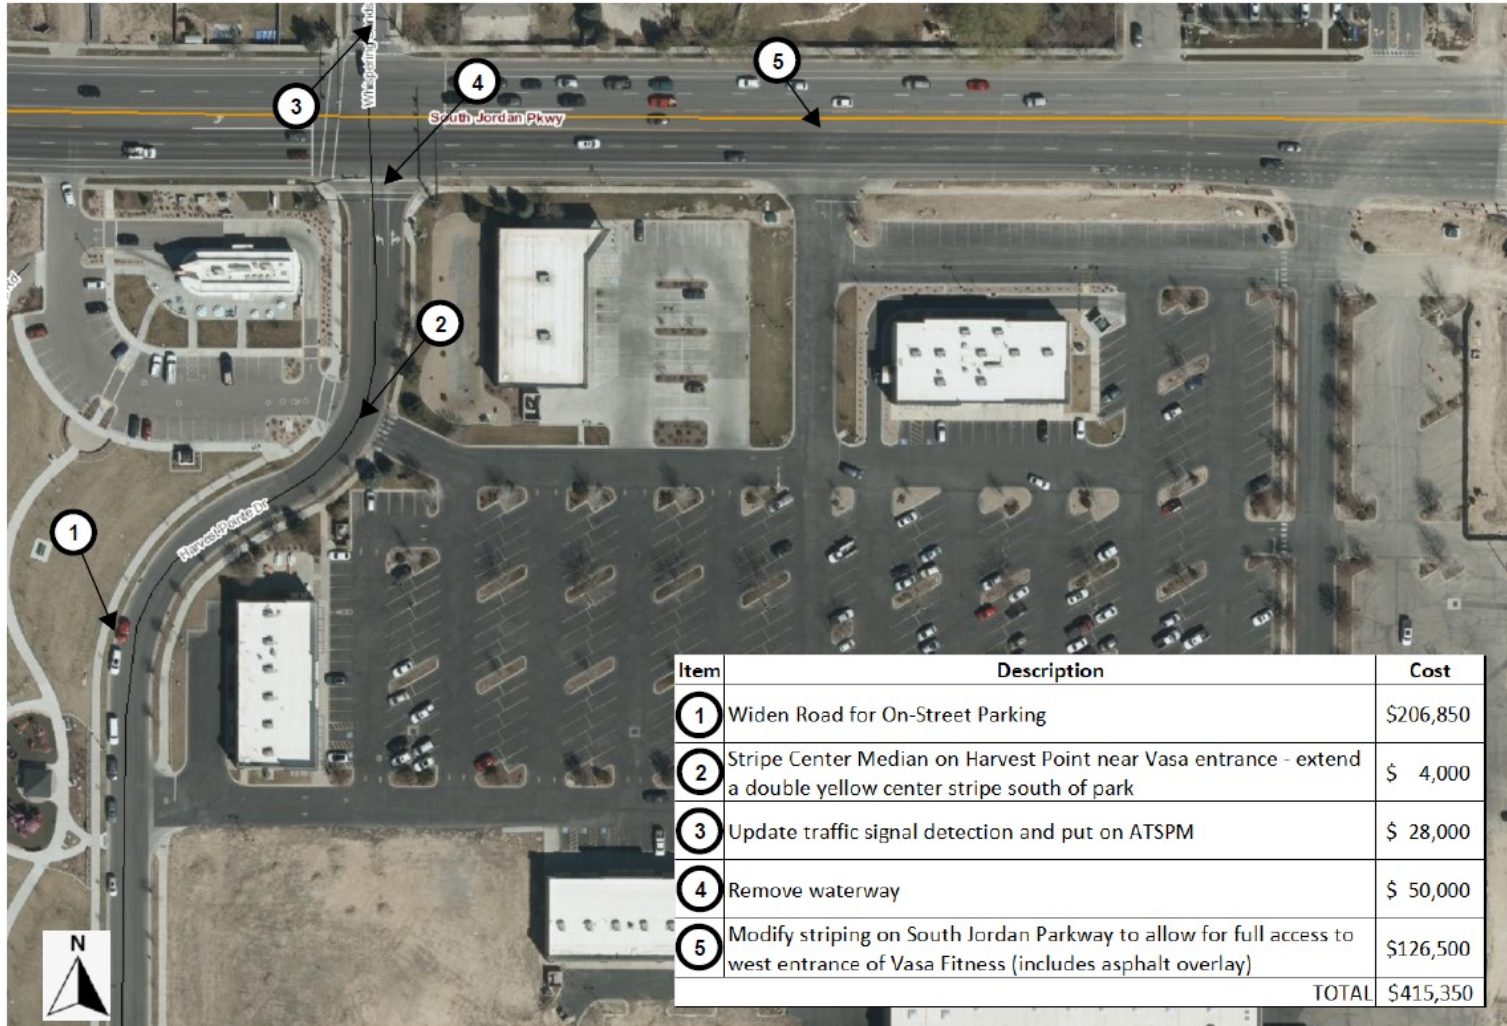 3
4
5
Whispering Sands
South Jordan Pkwy
2
Harvest Pointe Dr
1
Item Description Cost
1 Widen Road for On-Street Parking $206,850
2 Stripe Center Median on Harvest Point near Vasa entrance - extend
a double yellow center stripe south of park $ 4,000
3 Update traffic signal detection and put on ATSPM $ 28,000
4 Remove waterway $ 50,000
5 Modify striping on South Jordan Parkway to allow for full access to
west entrance of Vasa Fitness (includes asphalt overlay) $126,500
TOTAL $415,350
N